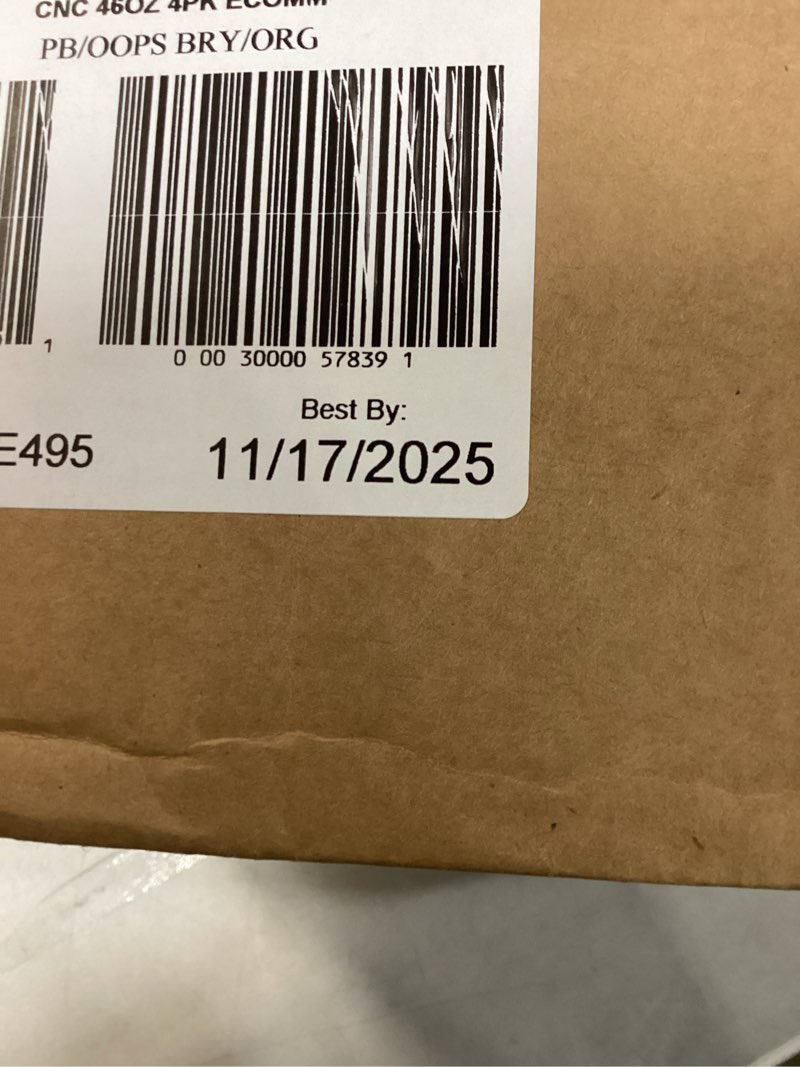 CNC 46OZ 4PK ECOMM
PB/OOPS BRY/ORG
1
0 00 30000 57839 1
Best By:
E495
11/17/2025